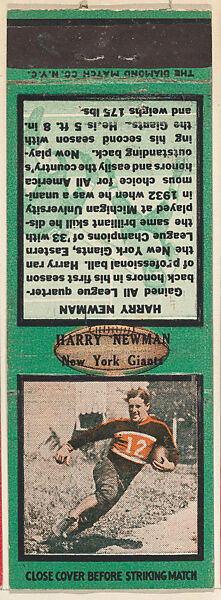 THE DIAMOND MATCH CO. N.Y.C.
HARRY NEWMAN
Gained All League quarter-
back honors in his first season
of professional ball. Harry ran
the New York Giants, Eastern
League champions of '33, with
the same brilliant skill dis-
played at Michigan University
in 1932 when he was a unani-
mous choice for All America
honors and easily the country's
outstanding back. Now play-
ing his second season with
the Giants. He is 5 ft. 8 in.
and weighs 175 lbs.
HARRY NEWMAN
New York Giants
12
CLOSE COVER BEFORE STRIKING MATCH